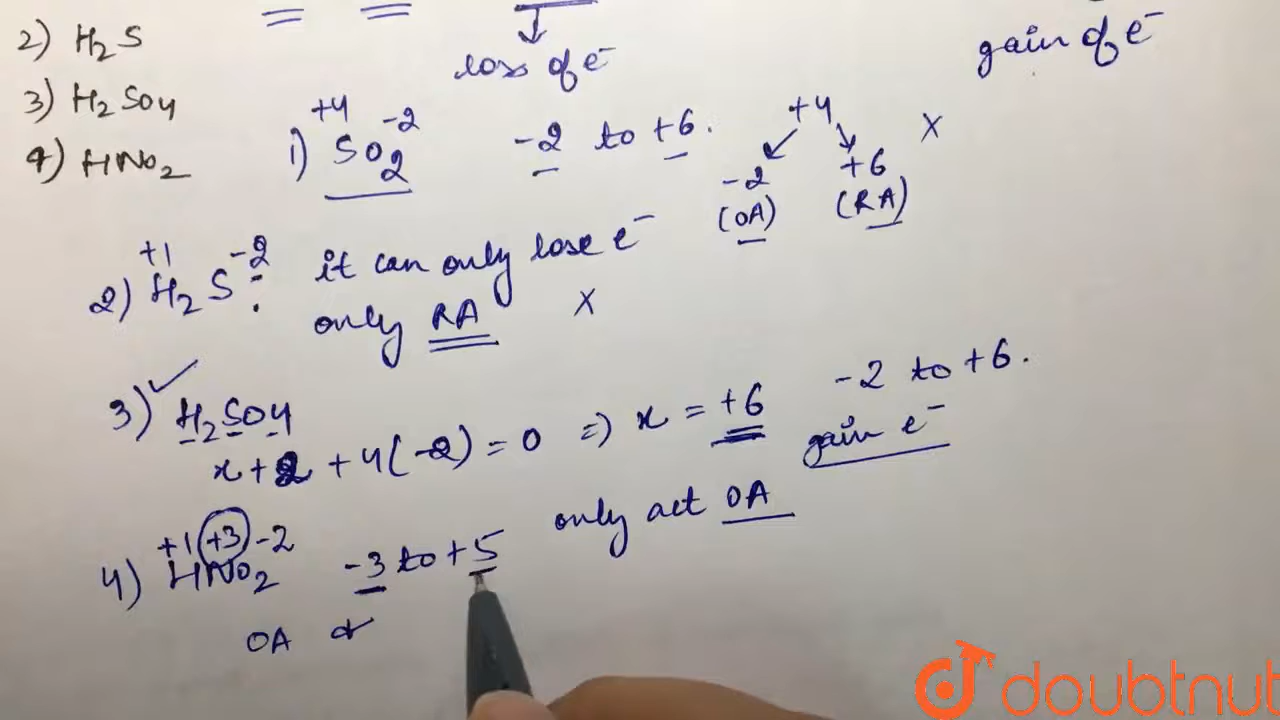 loss of e⁻
gain of e⁻
2) H₂S
3) H₂SO₄
4) HNO₂
+4 -2
1) SO₂
-2 to +6.
+4
-2 +6
(OA) (RA)
X
+1 -2
2) H₂S
it can only lose e⁻
only RA
X
3) ✓ H₂SO₄
x+2+4(-2)=0 => x=+6
-2 to +6.
gain e⁻
only act OA
+1 +3 -2
4) HNO₂
-3 to +5
OA &
doubtnut